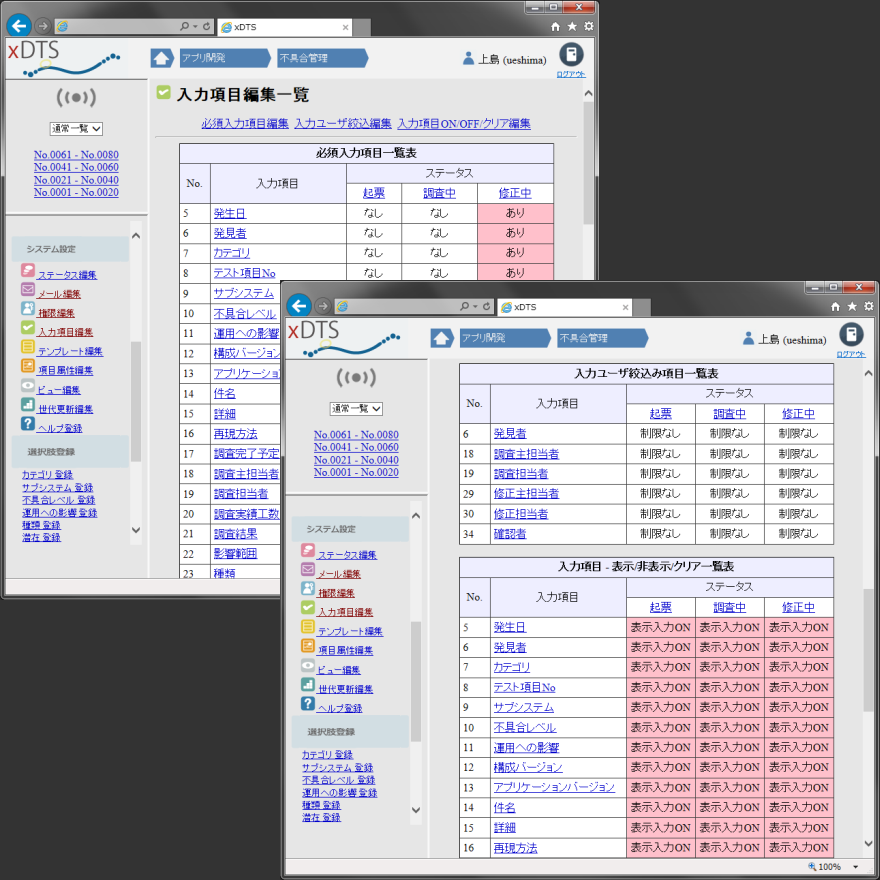 xDTS
xDTS
アプリ開発
不具合管理
上島 (ueshima)
ログアウト
通常一覧
No.0061 - No.0080
No.0041 - No.0060
No.0021 - No.0040
No.0001 - No.0020
システム設定
ステータス編集
メール編集
権限編集
入力項目編集
テンプレート編集
項目属性編集
ビュー編集
世代更新編集
ヘルプ登録
選択肢登録
カテゴリ 登録
サブシステム 登録
不具合レベル 登録
運用への影響 登録
種類 登録
潜在 登録
入力項目編集一覧
必須入力項目編集 入力ユーザ絞込編集 入力項目ON/OFF/クリア編集
必須入力項目一覧表
No. 入力項目 ステータス
起票 調査中 修正中
5 発生日 なし なし あり
6 発見者 なし なし あり
7 カテゴリ なし なし あり
8 テスト項目No なし なし あり
9 サブシステム
10 不具合レベル
11 運用への影響
12 構成バージョン
13 アプリケーショ
14 件名
15 詳細
16 再現方法
17 調査完了予定
18 調査主担当者
19 調査担当者
20 調査実績工数
21 調査結果
22 影響範囲
23 種類
xDTS
xDTS
アプリ開発
不具合管理
上島 (ueshima)
ログアウト
通常一覧
No.0061 - No.0080
No.0041 - No.0060
No.0021 - No.0040
No.0001 - No.0020
システム設定
ステータス編集
メール編集
権限編集
入力項目編集
テンプレート編集
項目属性編集
ビュー編集
世代更新編集
ヘルプ登録
選択肢登録
カテゴリ 登録
サブシステム 登録
不具合レベル 登録
運用への影響 登録
種類 登録
潜在 登録
入力ユーザ絞込み項目一覧表
No. 入力項目 ステータス
起票 調査中 修正中
6 発見者 制限なし 制限なし 制限なし
18 調査主担当者 制限なし 制限なし 制限なし
19 調査担当者 制限なし 制限なし 制限なし
29 修正主担当者 制限なし 制限なし 制限なし
30 修正担当者 制限なし 制限なし 制限なし
34 確認者 制限なし 制限なし 制限なし
入力項目 - 表示/非表示/クリア一覧表
No. 入力項目 ステータス
起票 調査中 修正中
5 発生日 表示入力ON 表示入力ON 表示入力ON
6 発見者 表示入力ON 表示入力ON 表示入力ON
7 カテゴリ 表示入力ON 表示入力ON 表示入力ON
8 テスト項目No 表示入力ON 表示入力ON 表示入力ON
9 サブシステム 表示入力ON 表示入力ON 表示入力ON
10 不具合レベル 表示入力ON 表示入力ON 表示入力ON
11 運用への影響 表示入力ON 表示入力ON 表示入力ON
12 構成バージョン 表示入力ON 表示入力ON 表示入力ON
13 アプリケーションバージョン 表示入力ON 表示入力ON 表示入力ON
14 件名 表示入力ON 表示入力ON 表示入力ON
15 詳細 表示入力ON 表示入力ON 表示入力ON
16 再現方法 表示入力ON 表示入力ON 表示入力ON
100%